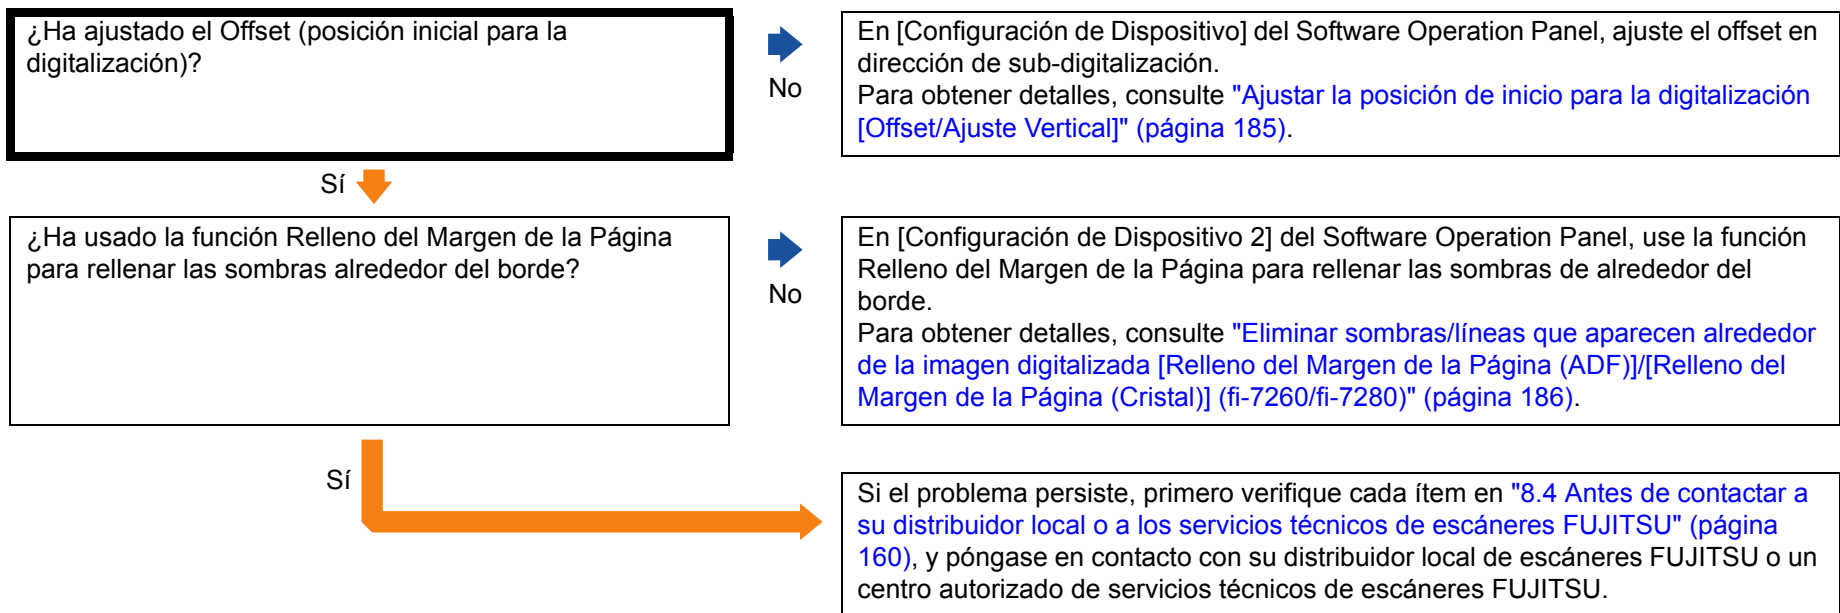 ¿Ha ajustado el Offset (posición inicial para la
digitalización)?
No
En [Configuración de Dispositivo] del Software Operation Panel, ajuste el offset en
dirección de sub-digitalización.
Para obtener detalles, consulte "Ajustar la posición de inicio para la digitalización
[Offset/Ajuste Vertical]" (página 185).
Sí
¿Ha usado la función Relleno del Margen de la Página
para rellenar las sombras alrededor del borde?
No
En [Configuración de Dispositivo 2] del Software Operation Panel, use la función
Relleno del Margen de la Página para rellenar las sombras de alrededor del
borde.
Para obtener detalles, consulte "Eliminar sombras/líneas que aparecen alrededor
de la imagen digitalizada [Relleno del Margen de la Página (ADF)]/[Relleno del
Margen de la Página (Cristal)] (fi-7260/fi-7280)" (página 186).
Sí
Si el problema persiste, primero verifique cada ítem en "8.4 Antes de contactar a
su distribuidor local o a los servicios técnicos de escáneres FUJITSU" (página
160), y póngase en contacto con su distribuidor local de escáneres FUJITSU o un
centro autorizado de servicios técnicos de escáneres FUJITSU.